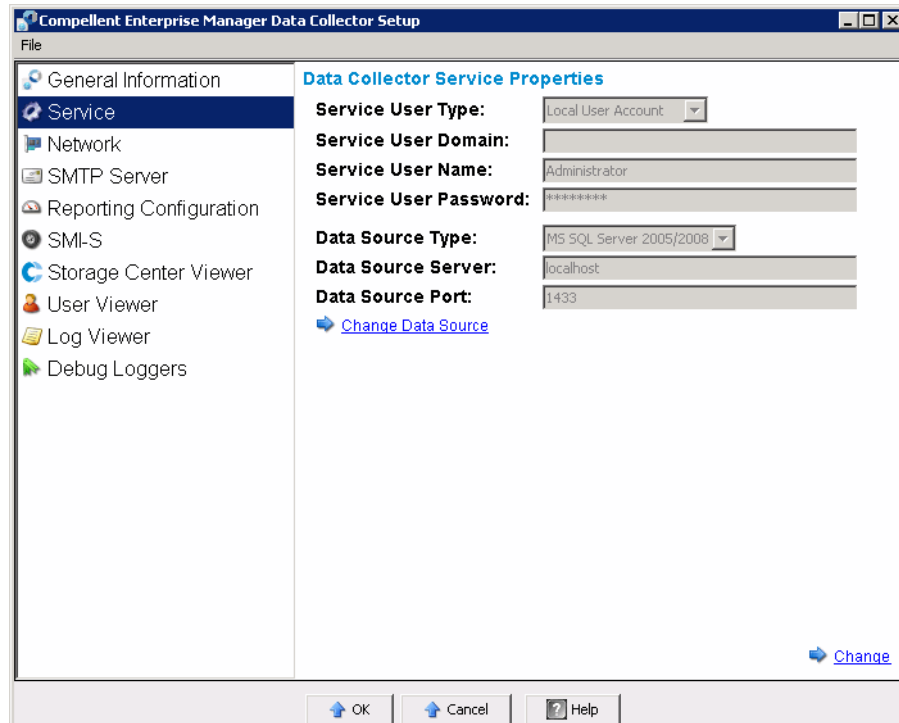 Compellent Enterprise Manager Data Collector Setup
File
General Information
Service
Network
SMTP Server
Reporting Configuration
SMI-S
Storage Center Viewer
User Viewer
Log Viewer
Debug Loggers
Data Collector Service Properties
Service User Type: Local User Account
Service User Domain:
Service User Name: Administrator
Service User Password: ********
Data Source Type: MS SQL Server 2005/2008
Data Source Server: localhost
Data Source Port: 1433
Change Data Source
Change
OK Cancel ? Help